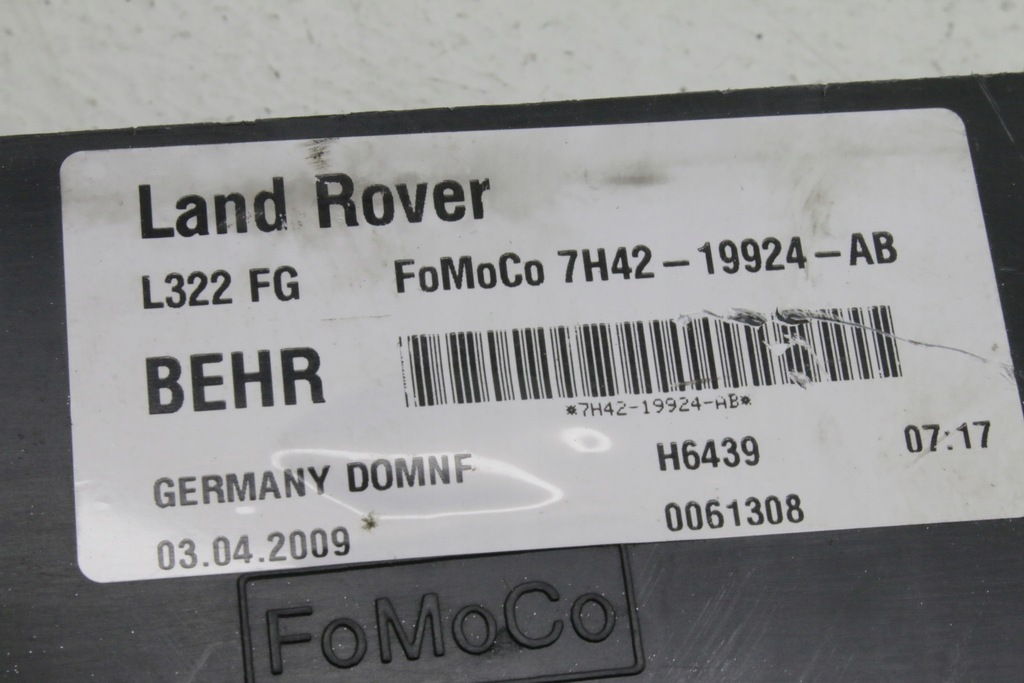 Land Rover
L322 FG FoMoCo 7H42-19924-AB
BEHR
*7H42-19924-AB*
GERMANY DOMNF H6439 07:17
03.04.2009 0061308
FoMoCo